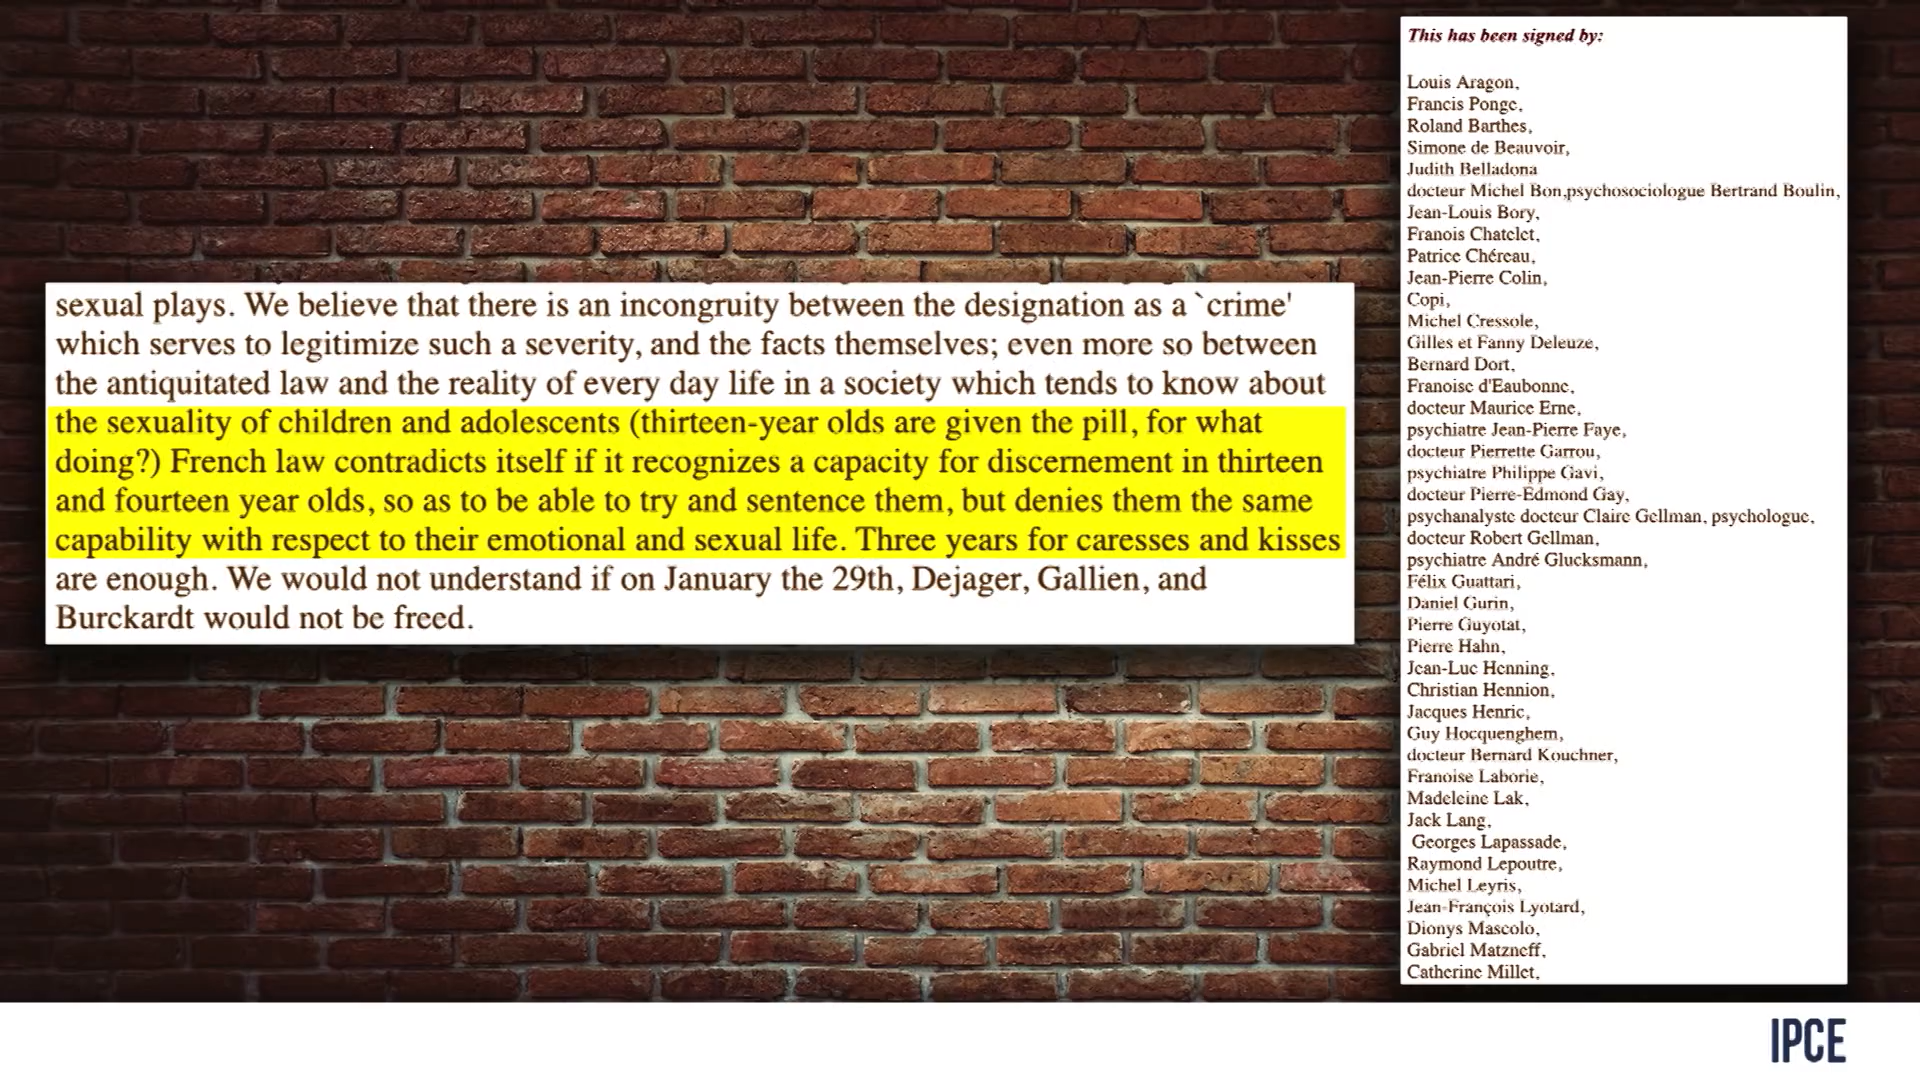 sexual plays. We believe that there is an incongruity between the designation as a `crime'
which serves to legitimize such a severity, and the facts themselves; even more so between
the antiquitated law and the reality of every day life in a society which tends to know about
the sexuality of children and adolescents (thirteen-year olds are given the pill, for what
doing?) French law contradicts itself if it recognizes a capacity for discernement in thirteen
and fourteen year olds, so as to be able to try and sentence them, but denies them the same
capability with respect to their emotional and sexual life. Three years for caresses and kisses
are enough. We would not understand if on January the 29th, Dejager, Gallien, and
Burckardt would not be freed.
This has been signed by:
Louis Aragon,
Francis Ponge,
Roland Barthes,
Simone de Beauvoir,
Judith Belladona
docteur Michel Bon,psychosociologue Bertrand Boulin,
Jean-Louis Bory,
Franois Chatelet,
Patrice Chéreau,
Jean-Pierre Colin,
Copi,
Michel Cressole,
Gilles et Fanny Deleuze,
Bernard Dort,
Franoise d'Eaubonne,
docteur Maurice Erne,
psychiatre Jean-Pierre Faye,
docteur Pierrette Garrou,
psychiatre Philippe Gavi,
docteur Pierre-Edmond Gay,
psychanalyste docteur Claire Gellman, psychologue,
docteur Robert Gellman,
psychiatre André Glucksmann,
Félix Guattari,
Daniel Gurin,
Pierre Guyotat,
Pierre Hahn,
Jean-Luc Henning,
Christian Hennion,
Jacques Henric,
Guy Hocquenghem,
docteur Bernard Kouchner,
Franoise Laborie,
Madeleine Lak,
Jack Lang,
Georges Lapassade,
Raymond Lepoutre,
Michel Leyris,
Jean-François Lyotard,
Dionys Mascolo,
Gabriel Matzneff,
Catherine Millet,
IPCE